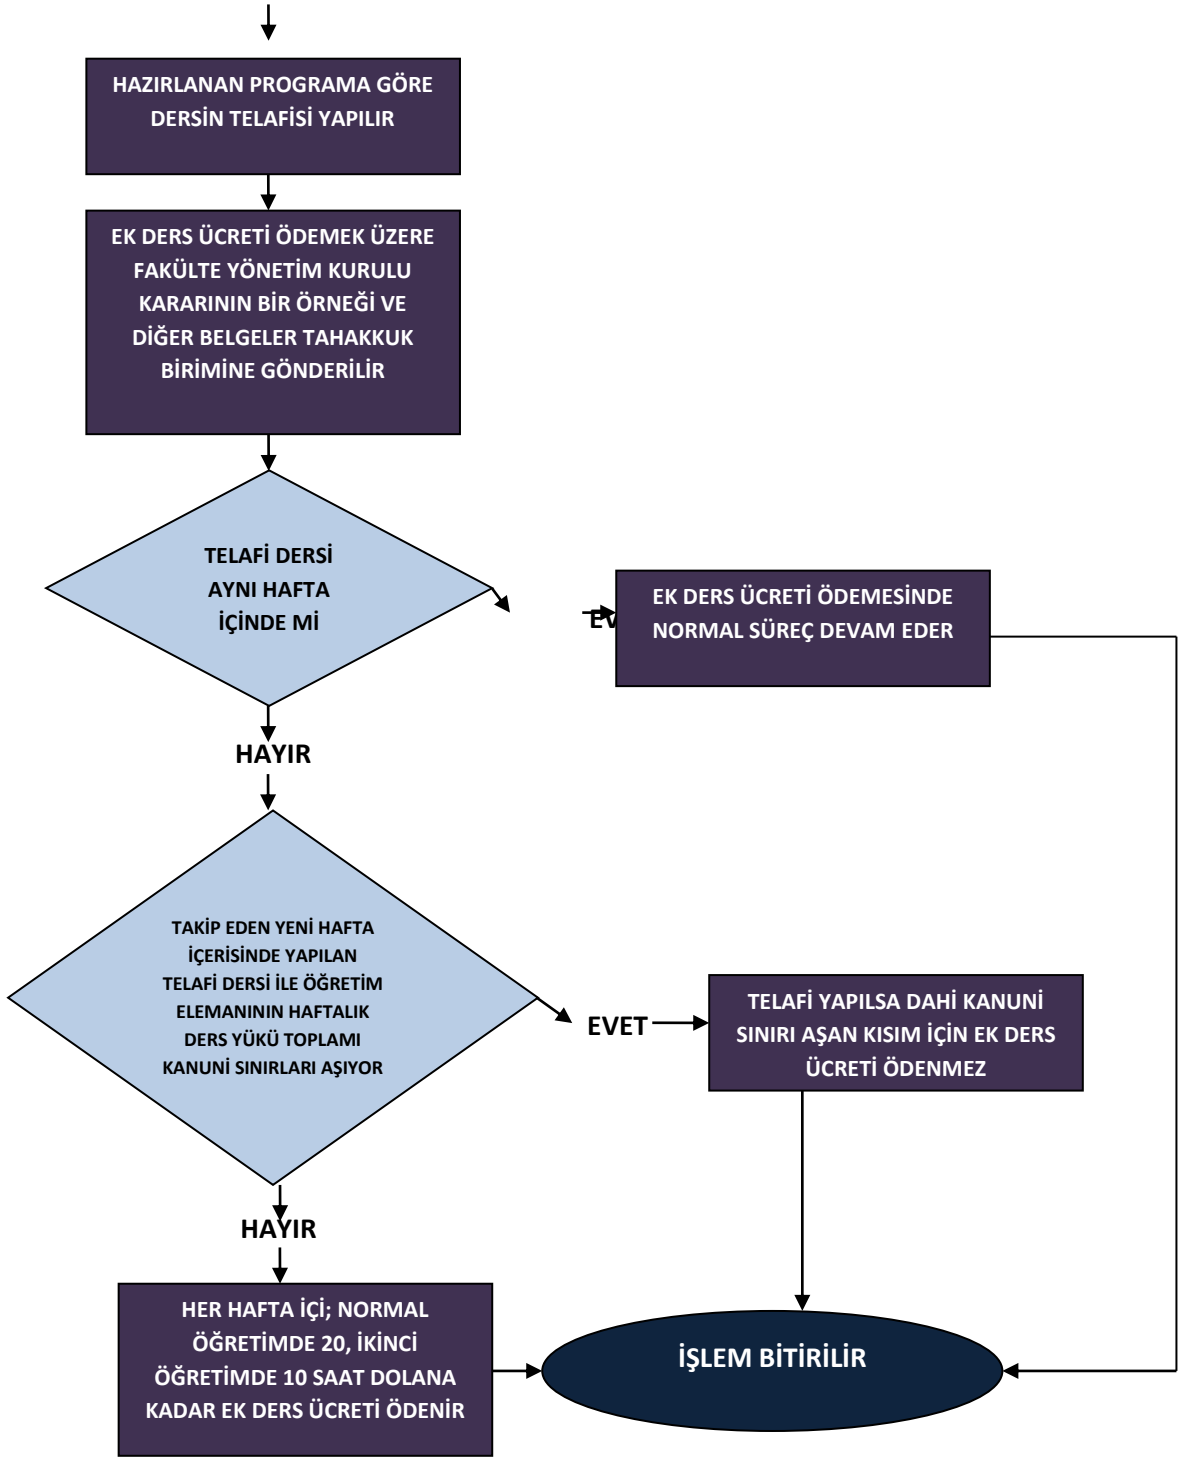 HAZIRLANAN PROGRAMA GÖRE
DERSİN TELAFİSİ YAPILIR
EK DERS ÜCRETİ ÖDEMEK ÜZERE
FAKÜLTE YÖNETİM KURULU
KARARININ BİR ÖRNEĞİ VE
DİĞER BELGELER TAHAKKUK
BİRİMİNE GÖNDERİLİR
TELAFİ DERSİ
AYNI HAFTA
İÇİNDE Mİ
EK DERS ÜCRETİ ÖDEMESİNDE
NORMAL SÜREÇ DEVAM EDER
HAYIR
TAKİP EDEN YENİ HAFTA
İÇERİSİNDE YAPILAN
TELAFİ DERSİ İLE ÖĞRETİM
ELEMANININ HAFTALIK
DERS YÜKÜ TOPLAMI
KANUNİ SINIRLARI AŞIYOR
EVET
TELAFİ YAPILSA DAHİ KANUNİ
SINIRI AŞAN KISIM İÇİN EK DERS
ÜCRETİ ÖDENMEZ
HAYIR
HER HAFTA İÇİ; NORMAL
ÖĞRETİMDE 20, İKİNCİ
ÖĞRETİMDE 10 SAAT DOLANA
KADAR EK DERS ÜCRETİ ÖDENİR
İŞLEM BİTİRİLİR